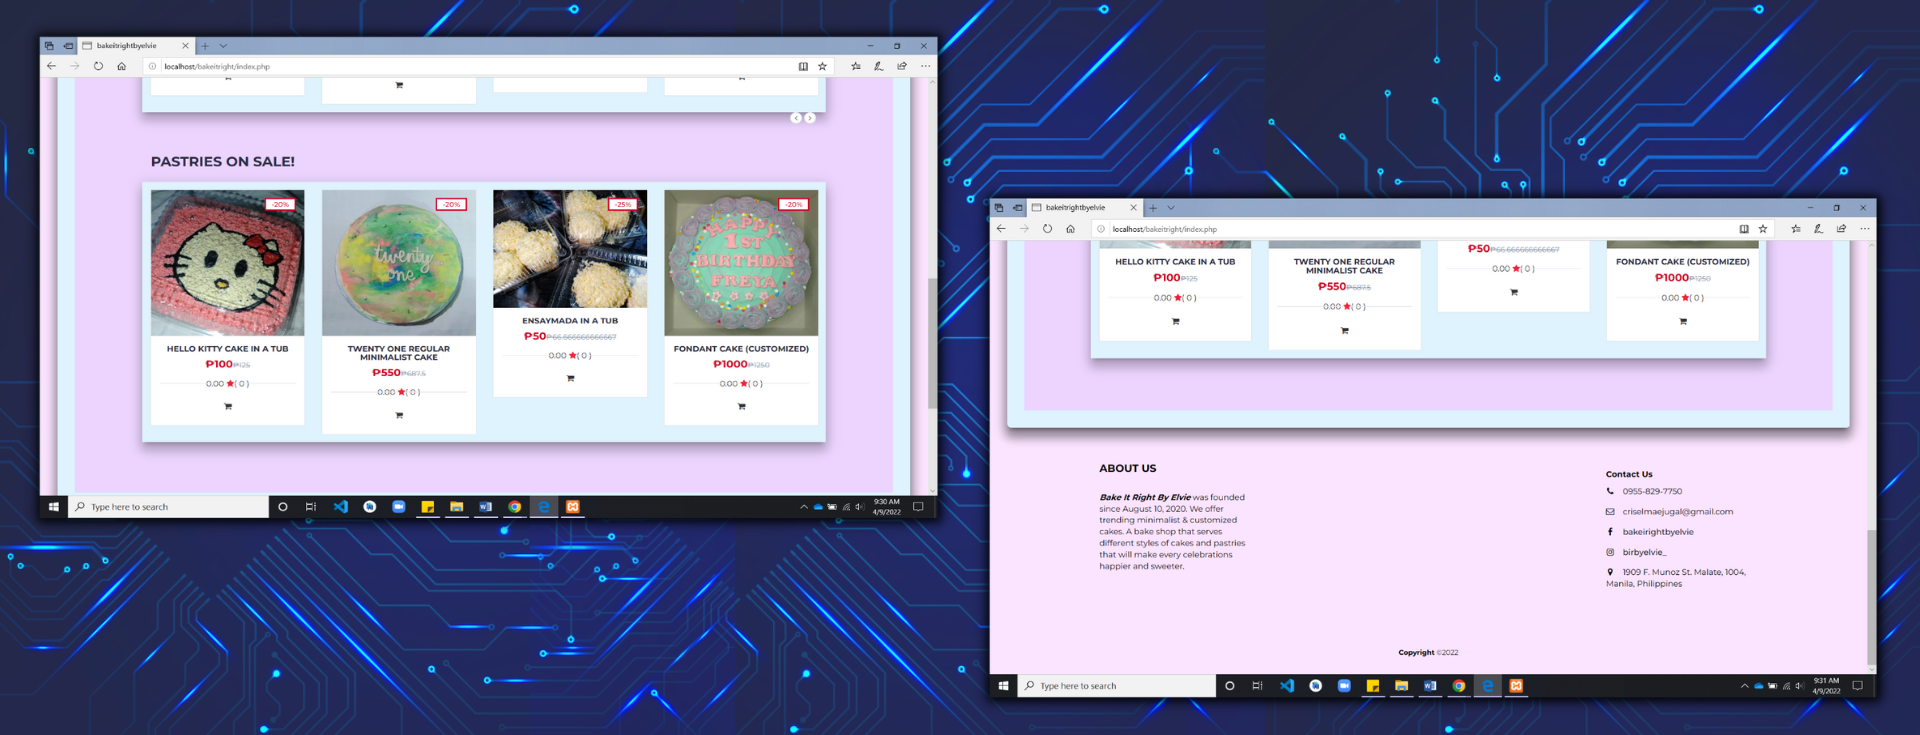 bakeitrightbyelvie
localhost/bakeitright/index.php
PASTRIES ON SALE!
-20%
-20%
-25%
-20%
twenty
one
HAPPY
1ST
BIRTHDAY
FREYA
HELLO KITTY CAKE IN A TUB
₱100₱125
0.00 ★( 0 )
TWENTY ONE REGULAR
MINIMALIST CAKE
₱550₱687.5
0.00 ★( 0 )
ENSAYMADA IN A TUB
₱50₱66.666666666667
0.00 ★( 0 )
FONDANT CAKE (CUSTOMIZED)
₱1000₱1250
0.00 ★( 0 )
Type here to search
9:30 AM
4/9/2022
bakeitrightbyelvie
localhost/bakeitright/index.php
HELLO KITTY CAKE IN A TUB
₱100₱125
0.00 ★( 0 )
TWENTY ONE REGULAR
MINIMALIST CAKE
₱550₱687.5
0.00 ★( 0 )
₱50₱66.666666666667
0.00 ★( 0 )
FONDANT CAKE (CUSTOMIZED)
₱1000₱1250
0.00 ★( 0 )
ABOUT US
Bake It Right By Elvie was founded
since August 10, 2020. We offer
trending minimalist & customized
cakes. A bake shop that serves
different styles of cakes and pastries
that will make every celebrations
happier and sweeter.
Contact Us
0955-829-7750
criselmaejugal@gmail.com
bakeirightbyelvie
birbyelvie_
1909 F. Munoz St. Malate, 1004,
Manila, Philippines
Copyright ©2022
Type here to search
9:31 AM
4/9/2022